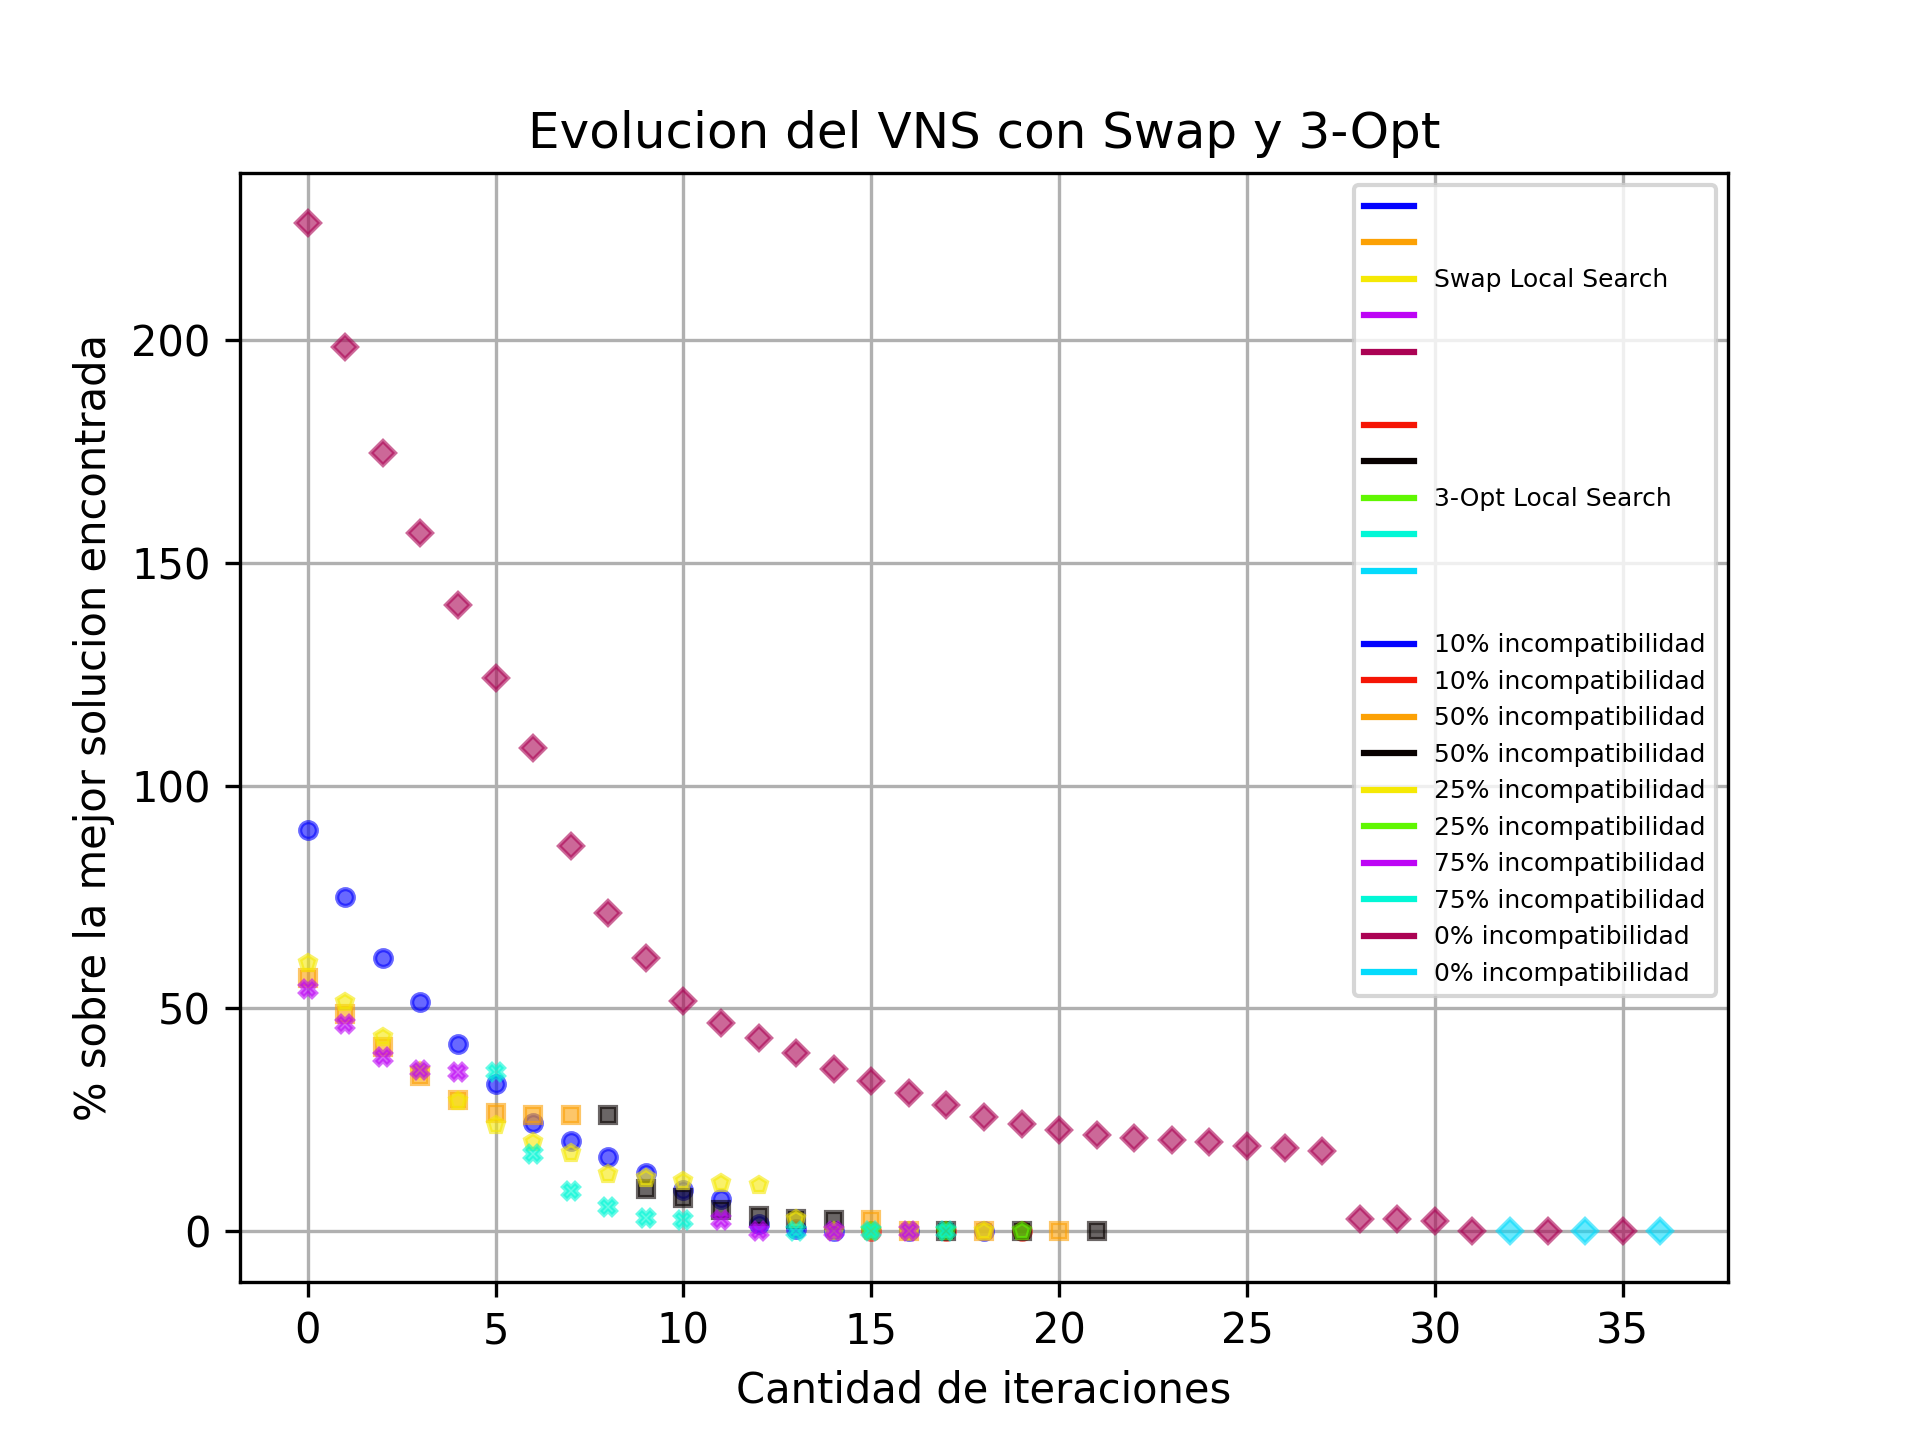 Evolucion del VNS con Swap y 3-Opt
% sobre la mejor solucion encontrada
200
150
100
50
0
Swap Local Search
3-Opt Local Search
10% incompatibilidad
10% incompatibilidad
50% incompatibilidad
50% incompatibilidad
25% incompatibilidad
25% incompatibilidad
75% incompatibilidad
75% incompatibilidad
0% incompatibilidad
0% incompatibilidad
0 5 10 15 20 25 30 35
Cantidad de iteraciones